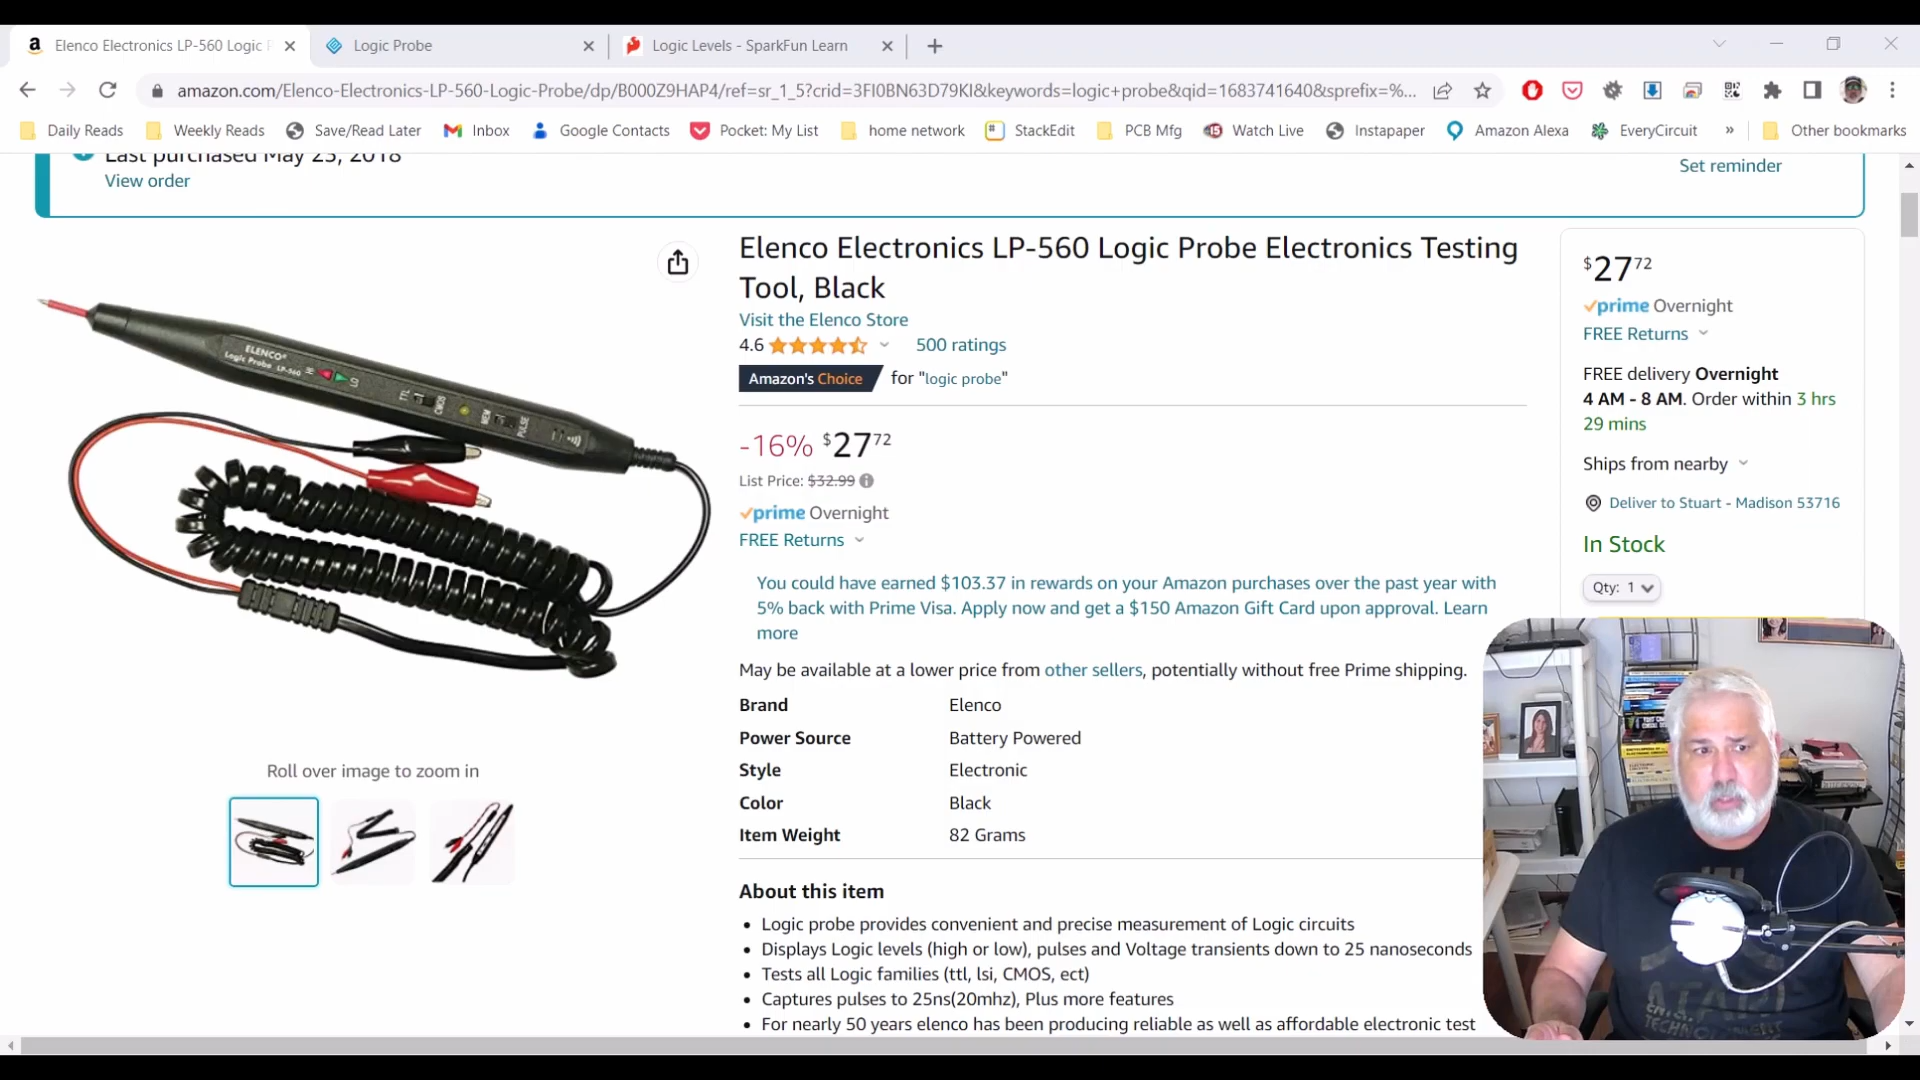 Elenco Electronics LP-560 Logic P
Logic Probe
Logic Levels - SparkFun Learn
amazon.com/Elenco-Electronics-LP-560-Logic-Probe/dp/B000Z9HAP4/ref=sr_1_5?crid=3FI0BN63D79KI&keywords=logic+probe&qid=1683741640&sprefix=%...
Daily Reads
Weekly Reads
Save/Read Later
Inbox
Google Contacts
Pocket: My List
home network
StackEdit
PCB Mfg
Watch Live
Instapaper
Amazon Alexa
EveryCircuit
»
Other bookmarks
Last purchased May 25, 2018
View order
Set reminder
Elenco Electronics LP-560 Logic Probe Electronics Testing
Tool, Black
Visit the Elenco Store
4.6
500 ratings
Amazon's Choice for "logic probe"
-16% $27 72
List Price: $32.99
prime Overnight
FREE Returns
You could have earned $103.37 in rewards on your Amazon purchases over the past year with
5% back with Prime Visa. Apply now and get a $150 Amazon Gift Card upon approval. Learn
more
May be available at a lower price from other sellers, potentially without free Prime shipping.
Brand Elenco
Power Source Battery Powered
Style Electronic
Color Black
Item Weight 82 Grams
About this item
• Logic probe provides convenient and precise measurement of Logic circuits
• Displays Logic levels (high or low), pulses and Voltage transients down to 25 nanoseconds
• Tests all Logic families (ttl, lsi, CMOS, ect)
• Captures pulses to 25ns(20mhz), Plus more features
• For nearly 50 years elenco has been producing reliable as well as affordable electronic test
$27 72
prime Overnight
FREE Returns
FREE delivery Overnight
4 AM - 8 AM. Order within 3 hrs
29 mins
Ships from nearby
Deliver to Stuart - Madison 53716
In Stock
Qty: 1
ELENCO®
Logic Probe LP-560
HI
LO
TTL
CMOS
MEM
PULSE
Roll over image to zoom in
ATARI